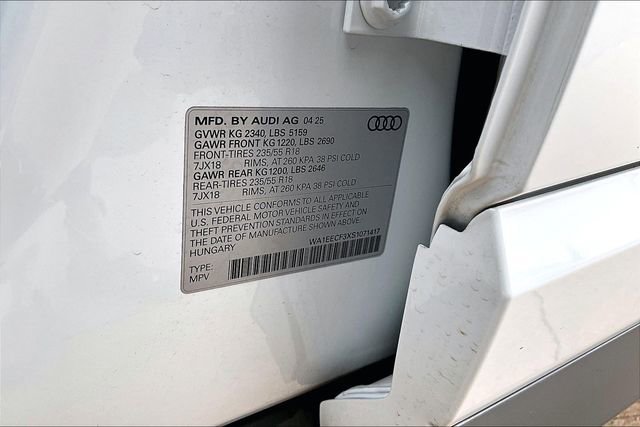 MFD. BY AUDI AG 04 25
GVWR KG 2340, LBS 5159
GAWR FRONT KG 1220, LBS 2690
FRONT-TIRES 235/55 R18
7JX18 RIMS, AT 260 KPA 38 PSI COLD
GAWR REAR KG1200, LBS 2646
REAR-TIRES 235/55 R18
7JX18 RIMS, AT 260 KPA 38 PSI COLD
THIS VEHICLE CONFORMS TO ALL APPLICABLE
U.S. FEDERAL MOTOR VEHICLE SAFETY AND
THEFT PREVENTION STANDARDS IN EFFECT ON
THE DATE OF MANUFACTURE SHOWN ABOVE.
HUNGARY
WA1EECF3XS1071417
TYPE:
MPV